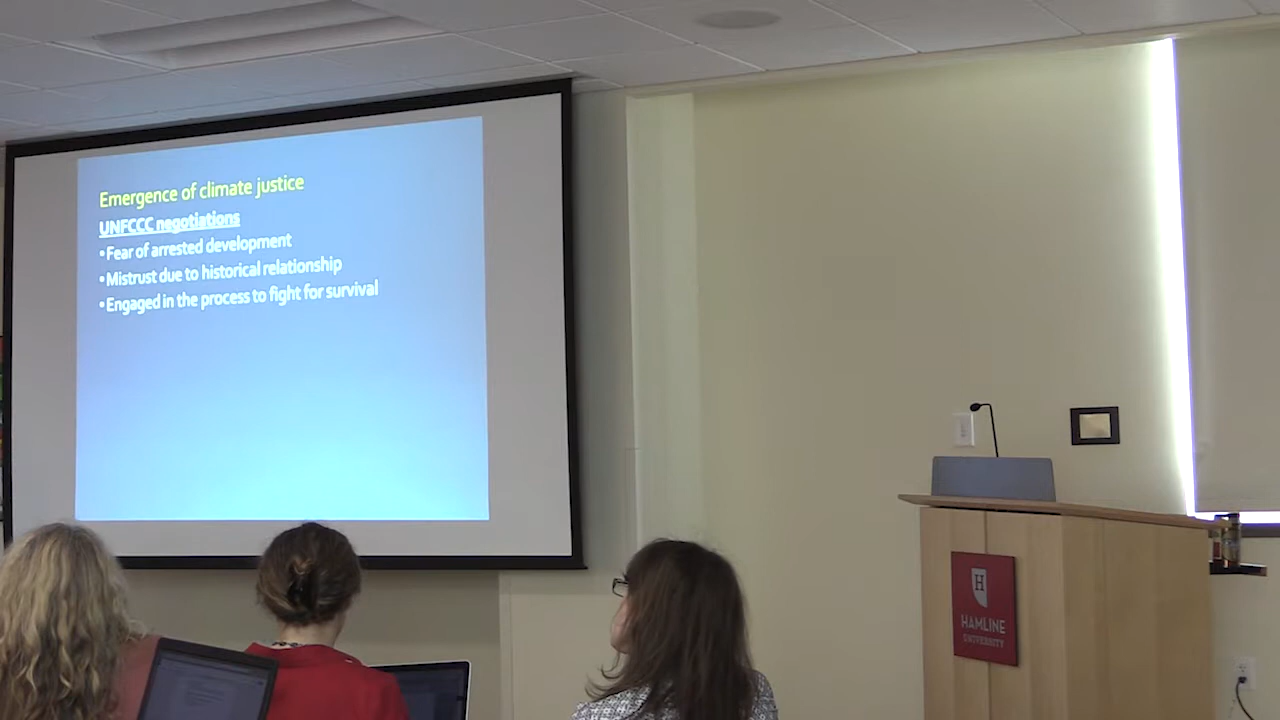 Emergence of climate justice
UNFCCC negotiations
▪Fear of arrested development
▪Mistrust due to historical relationship
▪Engaged in the process to fight for survival
H
HAMLINE
UNIVERSITY